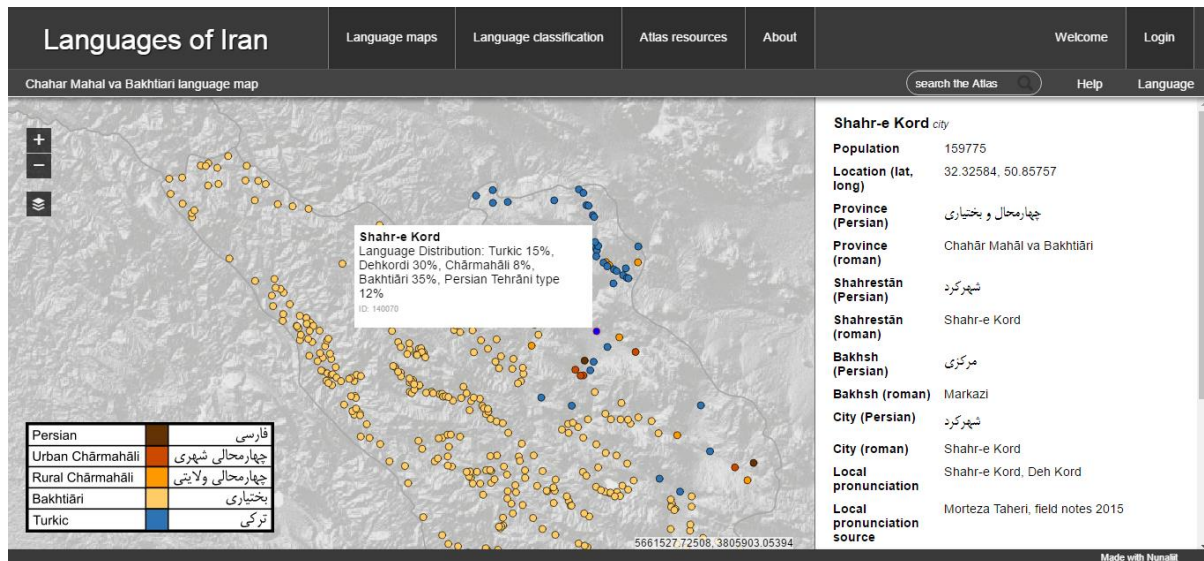 Languages of Iran
Language maps
Language classification
Atlas resources
About
Welcome
Login
Chahar Mahal va Bakhtiari language map
search the Atlas
Help
Language
+
−
Shahr-e Kord
Language Distribution: Turkic 15%,
Dehkordi 30%, Chārmahāli 8%,
Bakhtiāri 35%, Persian Tehrāni type
12%
ID: 140070
Persian فارسی
Urban Chārmahāli چهارمحالی شهری
Rural Chārmahāli چهارمحالی ولایتی
Bakhtiāri بختیاری
Turkic ترکی
5661527.72508, 3805903.05394
Shahr-e Kord city
Population 159775
Location (lat, 32.32584, 50.85757
long)
Province چهارمحال و بختیاری
(Persian)
Province Chahār Mahāl va Bakhtiāri
(roman)
Shahrestān شهرکرد
(Persian)
Shahrestān Shahr-e Kord
(roman)
Bakhsh مرکزی
(Persian)
Bakhsh (roman) Markazi
City (Persian) شهرکرد
City (roman) Shahr-e Kord
Local Shahr-e Kord, Deh Kord
pronunciation
Local Morteza Taheri, field notes 2015
pronunciation
source
Made with Nunaliit